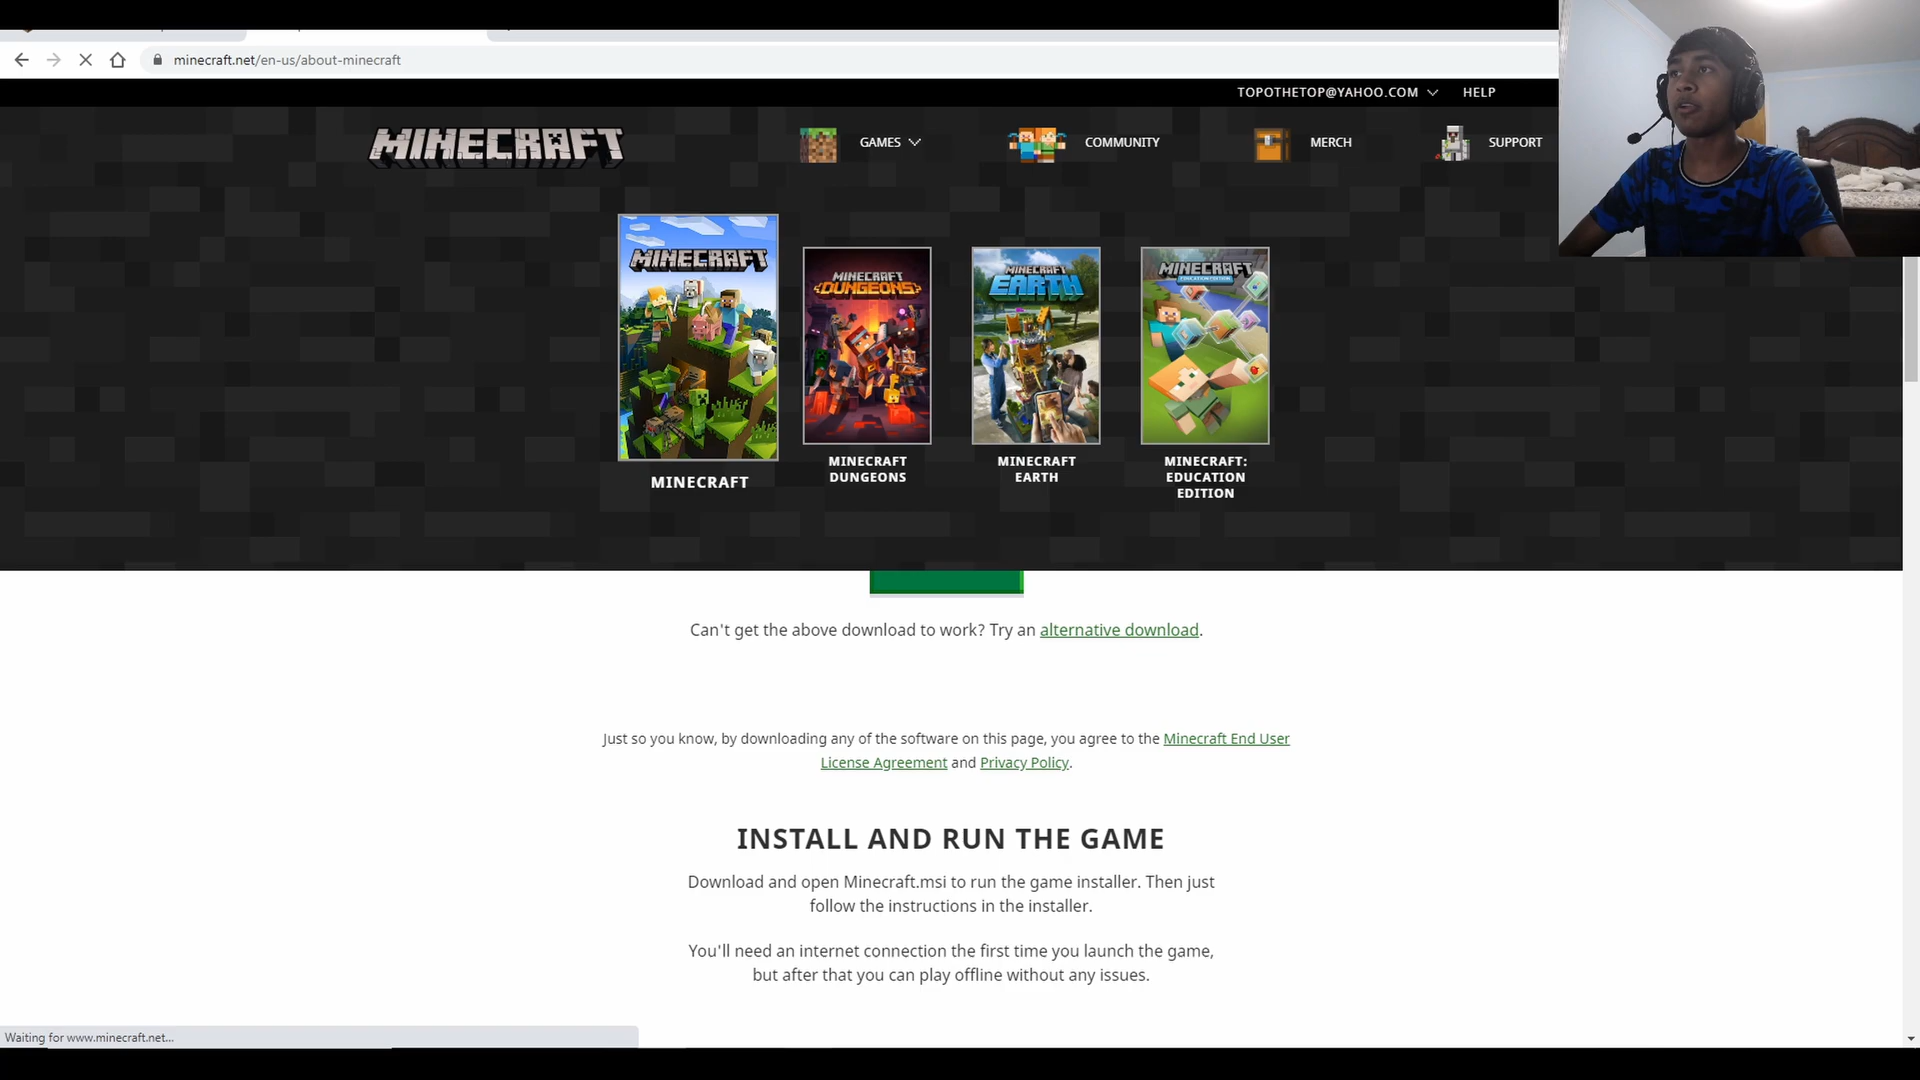 minecraft.net/en-us/about-minecraft
TOPOTHETOP@YAHOO.COM HELP
MINECRAFT GAMES COMMUNITY MERCH SUPPORT
MINECRAFT
MINECRAFT
DUNGEONS
MINECRAFT
EARTH
MINECRAFT
EDUCATION EDITION
MINECRAFT
MINECRAFT
DUNGEONS
MINECRAFT
EARTH
MINECRAFT:
EDUCATION
EDITION
Can't get the above download to work? Try an alternative download.
Just so you know, by downloading any of the software on this page, you agree to the Minecraft End User
License Agreement and Privacy Policy.
INSTALL AND RUN THE GAME
Download and open Minecraft.msi to run the game installer. Then just
follow the instructions in the installer.
You'll need an internet connection the first time you launch the game,
but after that you can play offline without any issues.
Waiting for www.minecraft.net...